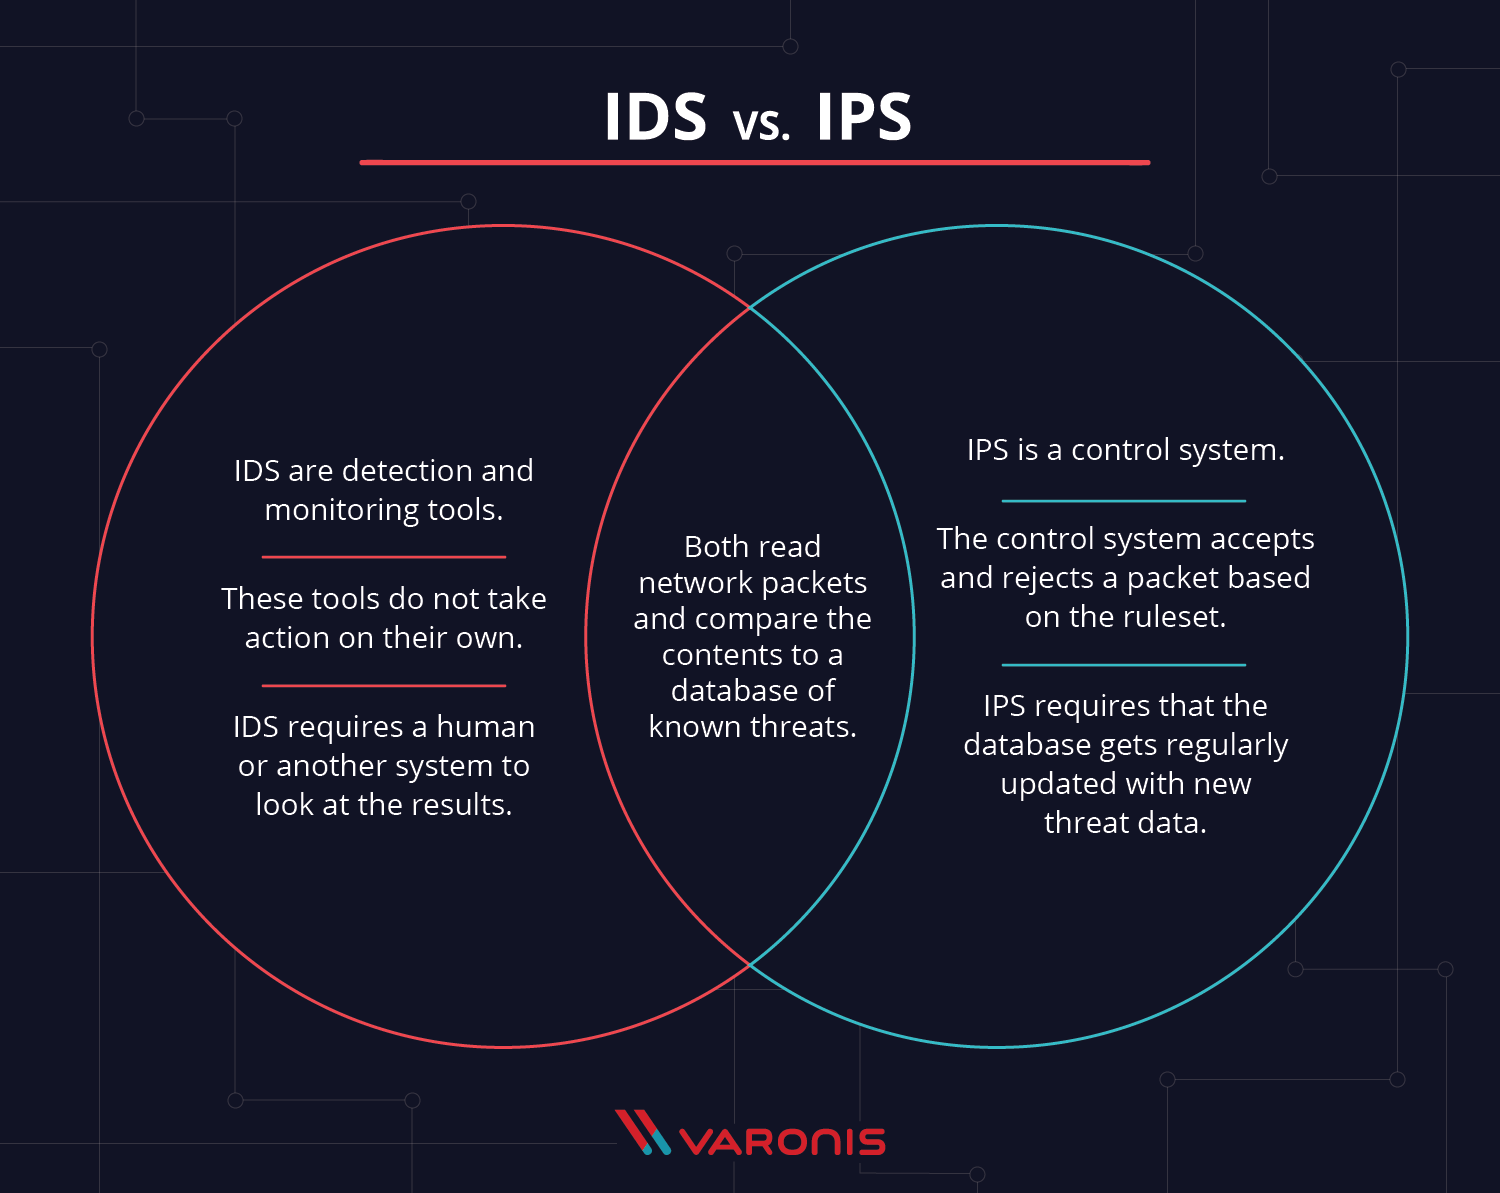 IDS vs. IPS
IDS are detection and
monitoring tools.
These tools do not take
action on their own.
IDS requires a human
or another system to
look at the results.
Both read
network packets
and compare the
contents to a
database of
known threats.
IPS is a control system.
The control system accepts
and rejects a packet based
on the ruleset.
IPS requires that the
database gets regularly
updated with new
threat data.
VARONIS